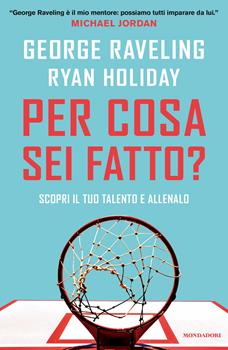 “George Raveling è il mio mentore: possiamo tutti imparare da lui.”
MICHAEL JORDAN
GEORGE RAVELING
RYAN HOLIDAY
PER COSA
SEI FATTO?
SCOPRI IL TUO TALENTO E ALLENALO
MONDADORI